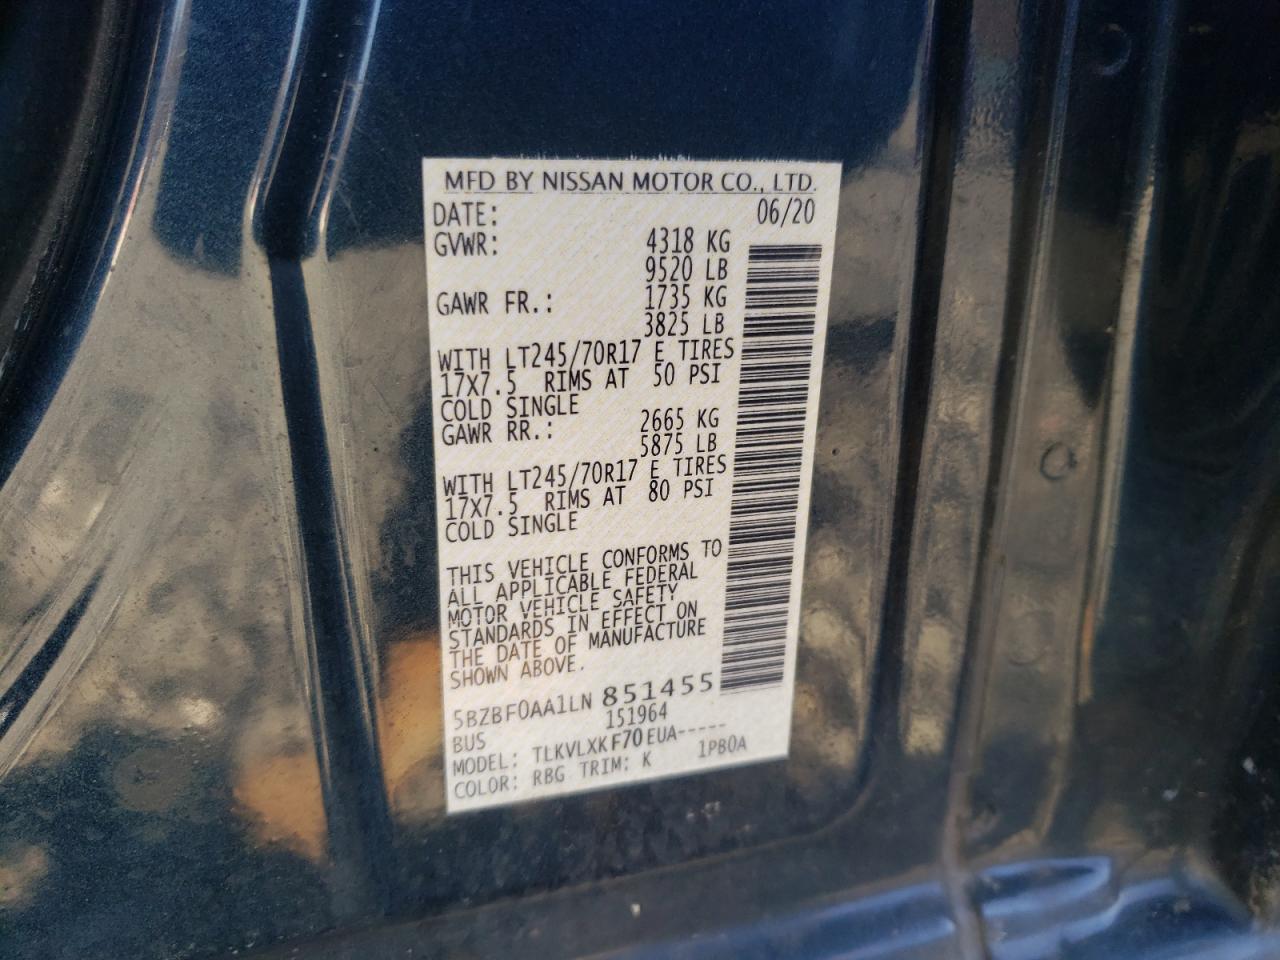 MFD BY NISSAN MOTOR CO., LTD.
DATE: 06/20
GVWR: 4318 KG
9520 LB
GAWR FR.: 1735 KG
3825 LB
WITH LT245/70R17 E TIRES
17X7.5 RIMS AT 50 PSI
COLD SINGLE
GAWR RR.: 2665 KG
5875 LB
WITH LT245/70R17 E TIRES
17X7.5 RIMS AT 80 PSI
COLD SINGLE
THIS VEHICLE CONFORMS TO
ALL APPLICABLE FEDERAL
MOTOR VEHICLE SAFETY
STANDARDS IN EFFECT ON
THE DATE OF MANUFACTURE
SHOWN ABOVE.
5BZBF0AA1LN 851455
BUS 151964
MODEL: TLKVLXKF70EUA-----
COLOR: RBG TRIM: K 1PB0A